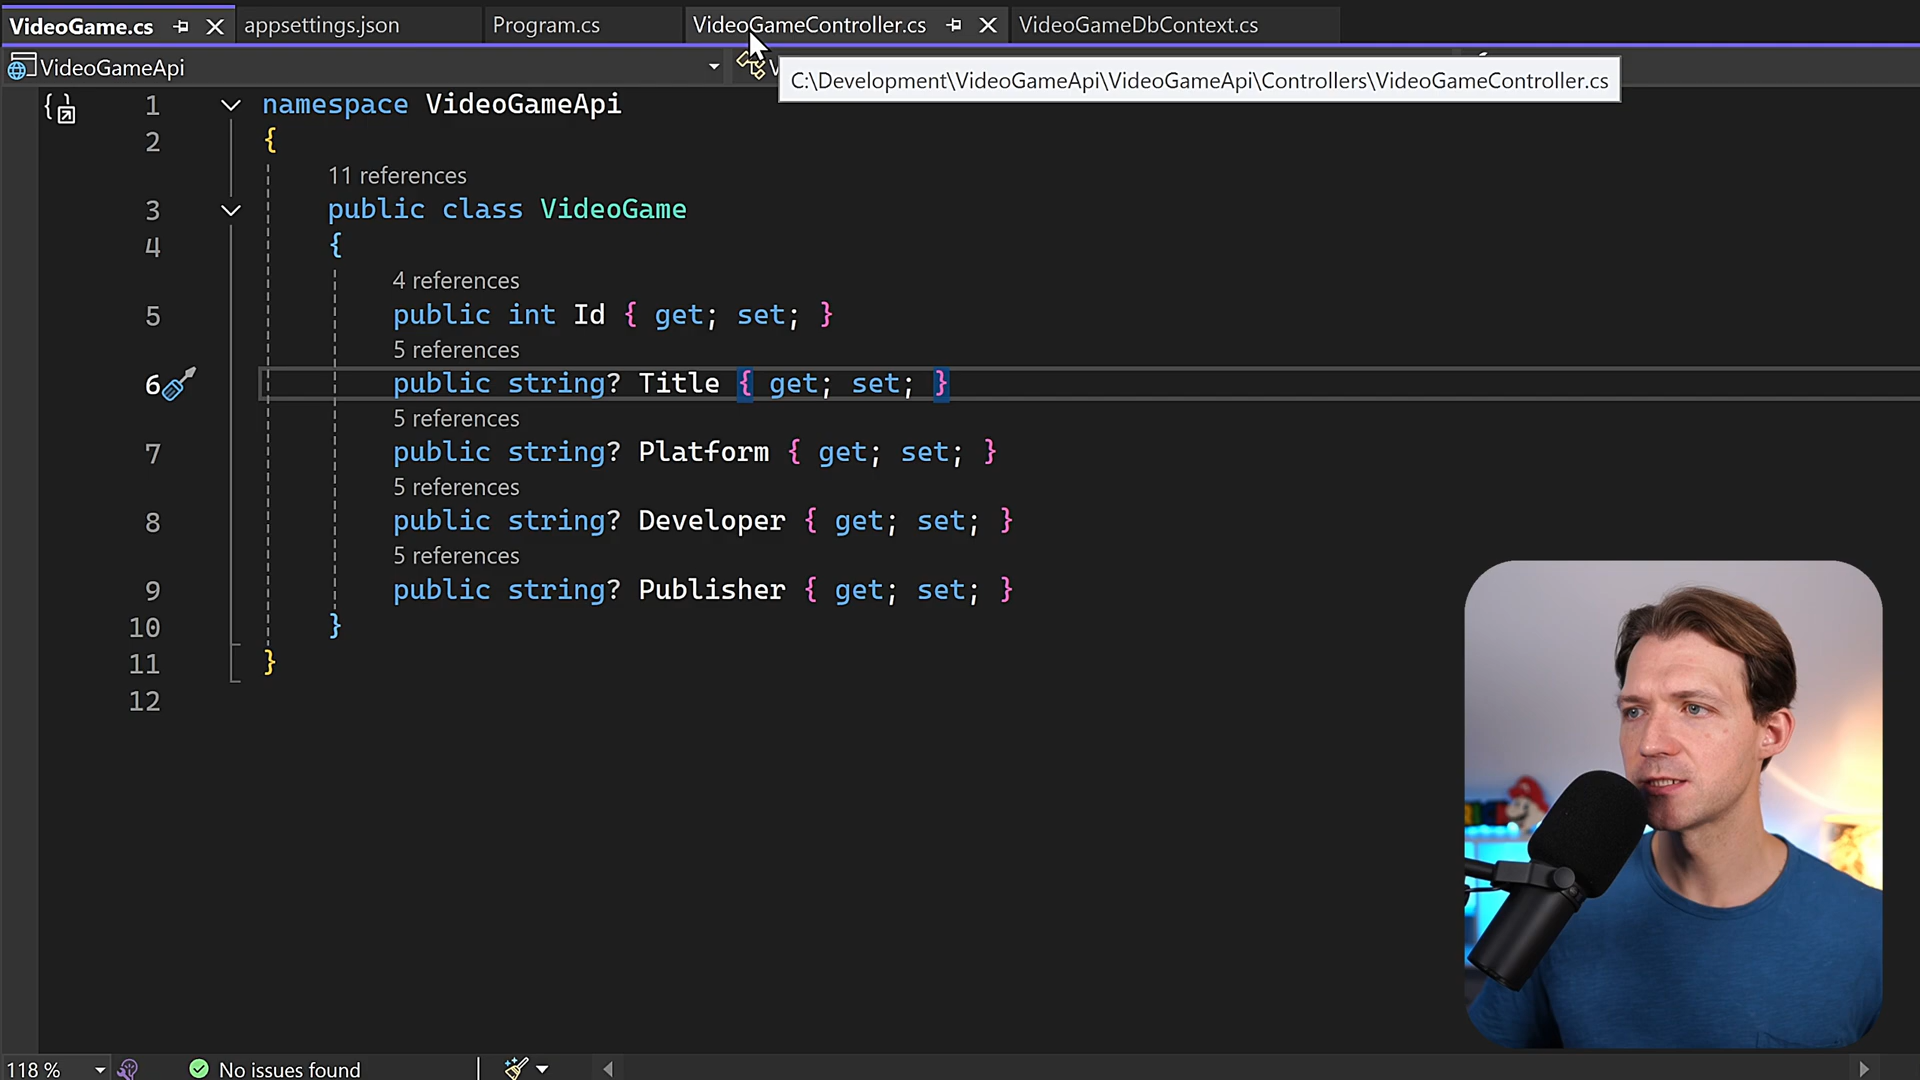 VideoGame.cs
appsettings.json
Program.cs
VideoGameController.cs
VideoGameDbContext.cs
VideoGameApi
C:\Development\VideoGameApi\VideoGameApi\Controllers\VideoGameController.cs
1 namespace VideoGameApi
2 {
11 references
3 public class VideoGame
4 {
4 references
5 public int Id { get; set; }
5 references
6 public string? Title { get; set; }
5 references
7 public string? Platform { get; set; }
5 references
8 public string? Developer { get; set; }
5 references
9 public string? Publisher { get; set; }
10 }
11 }
12
118 %
No issues found